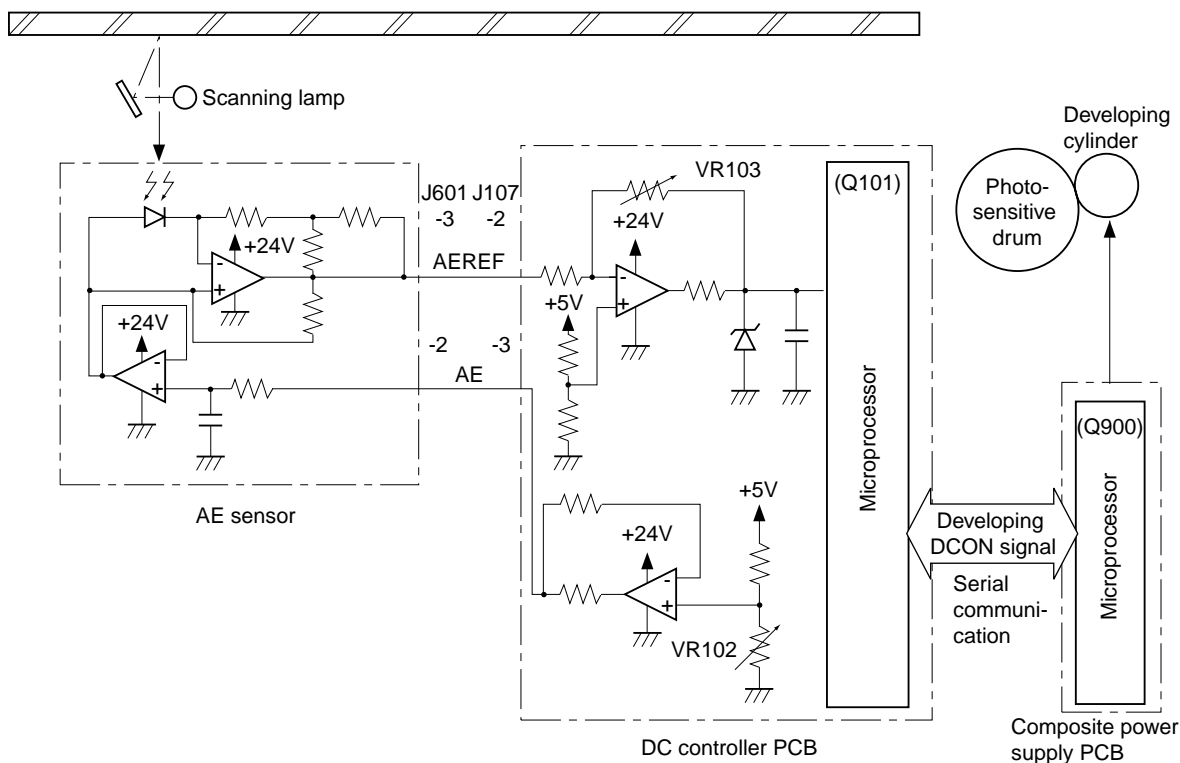 Scanning lamp
Developing
cylinder
Photo-
sensitive
drum
J601 J107
-3 -2
AEREF
-2 -3
AE
+24V
-
+
+24V
-
+
AE sensor
VR103
+24V
-
+
+5V
(Q101)
Microprocessor
+5V
+24V
-
+
VR102
DC controller PCB
Developing
DCON signal
Serial
communi-
cation
(Q900)
Microprocessor
Composite power
supply PCB